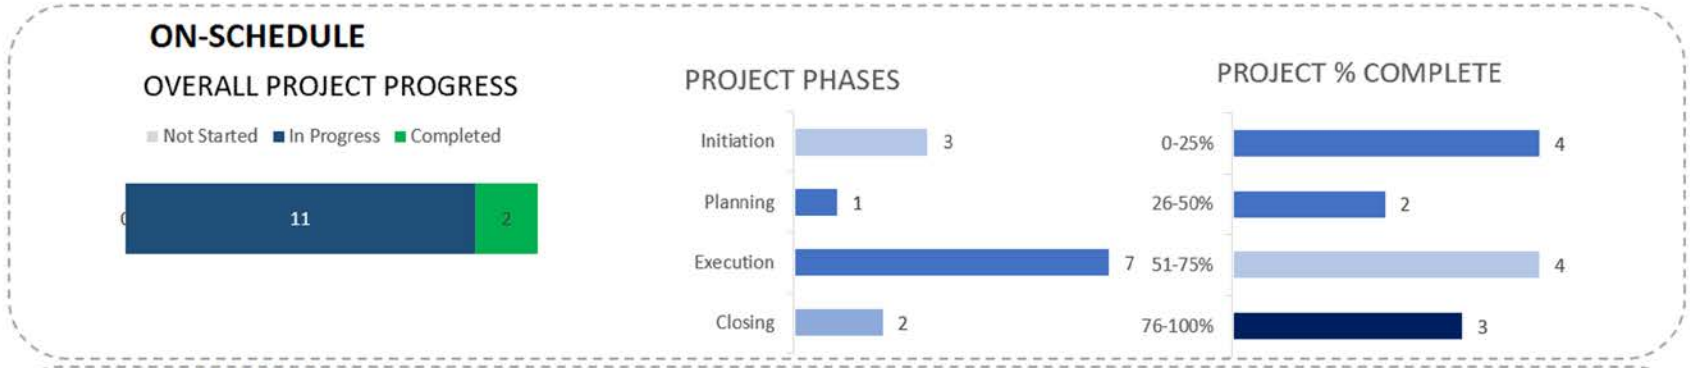 ON-SCHEDULE
OVERALL PROJECT PROGRESS
Not Started In Progress Completed
11 2
PROJECT PHASES
Initiation 3
Planning 1
Execution 7
Closing 2
PROJECT % COMPLETE
0-25% 4
26-50% 2
51-75% 4
76-100% 3